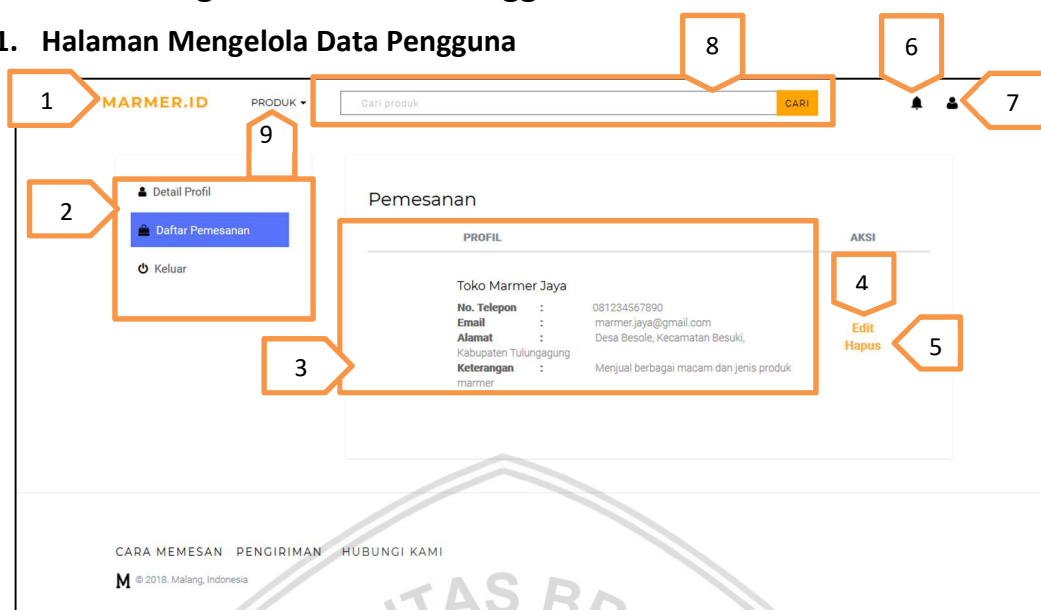 1. Halaman Mengelola Data Pengguna
8
6
1
MARMER.ID
PRODUK
Cari produk
CARI
7
9
2
Detail Profil
Daftar Pemesanan
Keluar
Pemesanan
PROFIL
AKSI
4
Toko Marmer Jaya
No. Telepon : 081234567890
Email : marmer.jaya@gmail.com
Alamat : Desa Besole, Kecamatan Besuki,
Kabupaten Tulungagung
Keterangan : Menjual berbagai macam dan jenis produk
marmer
Edit
Hapus
5
3
CARA MEMESAN PENGIRIMAN HUBUNGI KAMI
M © 2018. Malang, Indonesia